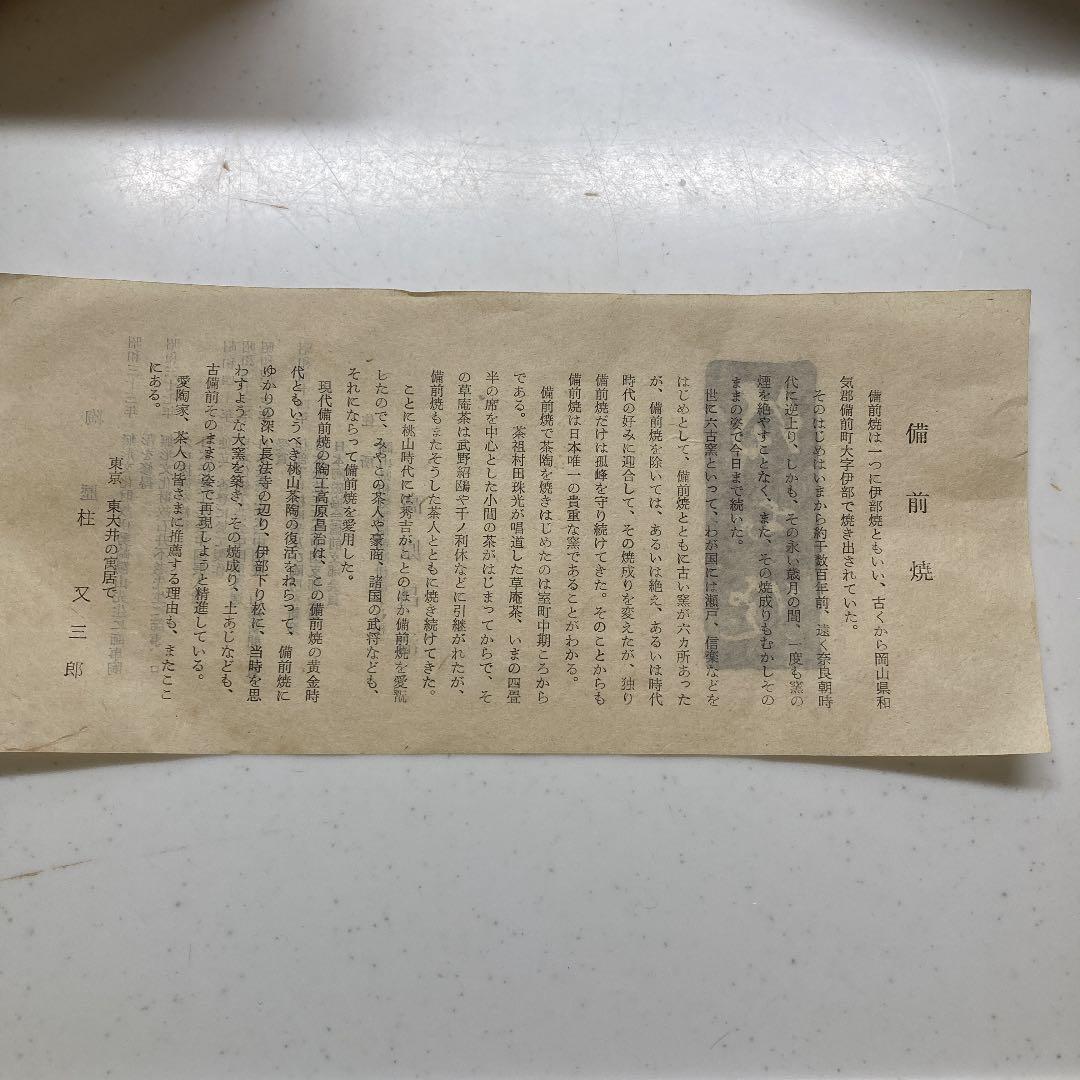 備前焼
備前焼は一つに伊部焼ともいい、古くから岡山県和
気郡備前町大字伊部で焼き出されていた。
そのはじめはいまから約千数百年前、遠く奈良朝時
代に逆上り、しかも、その永い歳月の間、一度も窯の
煙を絶やすことなく、また、その焼成りもむかしその
ままの姿で今日まで続いた。
世に六古窯といって、わが国には瀬戸、信楽などを
はじめとして、備前焼とともに古い窯が六カ所あった
が、備前焼を除いては、あるいは絶え、あるいは時代
時代の好みに迎合して、その焼成りを変えたが、独り
備前焼だけは孤峰を守り続けてきた。そのことからも
備前焼は日本唯一の貴重な窯であることがわかる。
備前焼で茶陶を焼きはじめたのは室町中期ころから
である。茶祖村田珠光が唱道した草庵茶、いまの四畳
半の席を中心とした小間の茶がはじまってからで、そ
の草庵茶は武野紹鴎や千ノ利休などに引継がれたが、
備前焼もまたそうした茶人とともに焼き続けてきた。
ことに桃山時代には秀吉がことのほか備前焼を愛翫
したので、みやこの茶人や豪商、諸国の武将なども、
それにならって備前焼を愛用した。
現代備前焼の陶工高原昌治は、この備前焼の黄金時
代ともいうべき桃山茶陶の復活をねらって、備前焼に
ゆかりの深い長法寺の辺り、伊部下り松に、当時を思
わすような大窯を築き、その焼成り、土あじなども、
古備前そのままの姿で再現しようと精進している。
愛陶家、茶人の皆さまに推薦する理由も、またここ
にある。
東京 東大井の寓居で
柱 又三郎